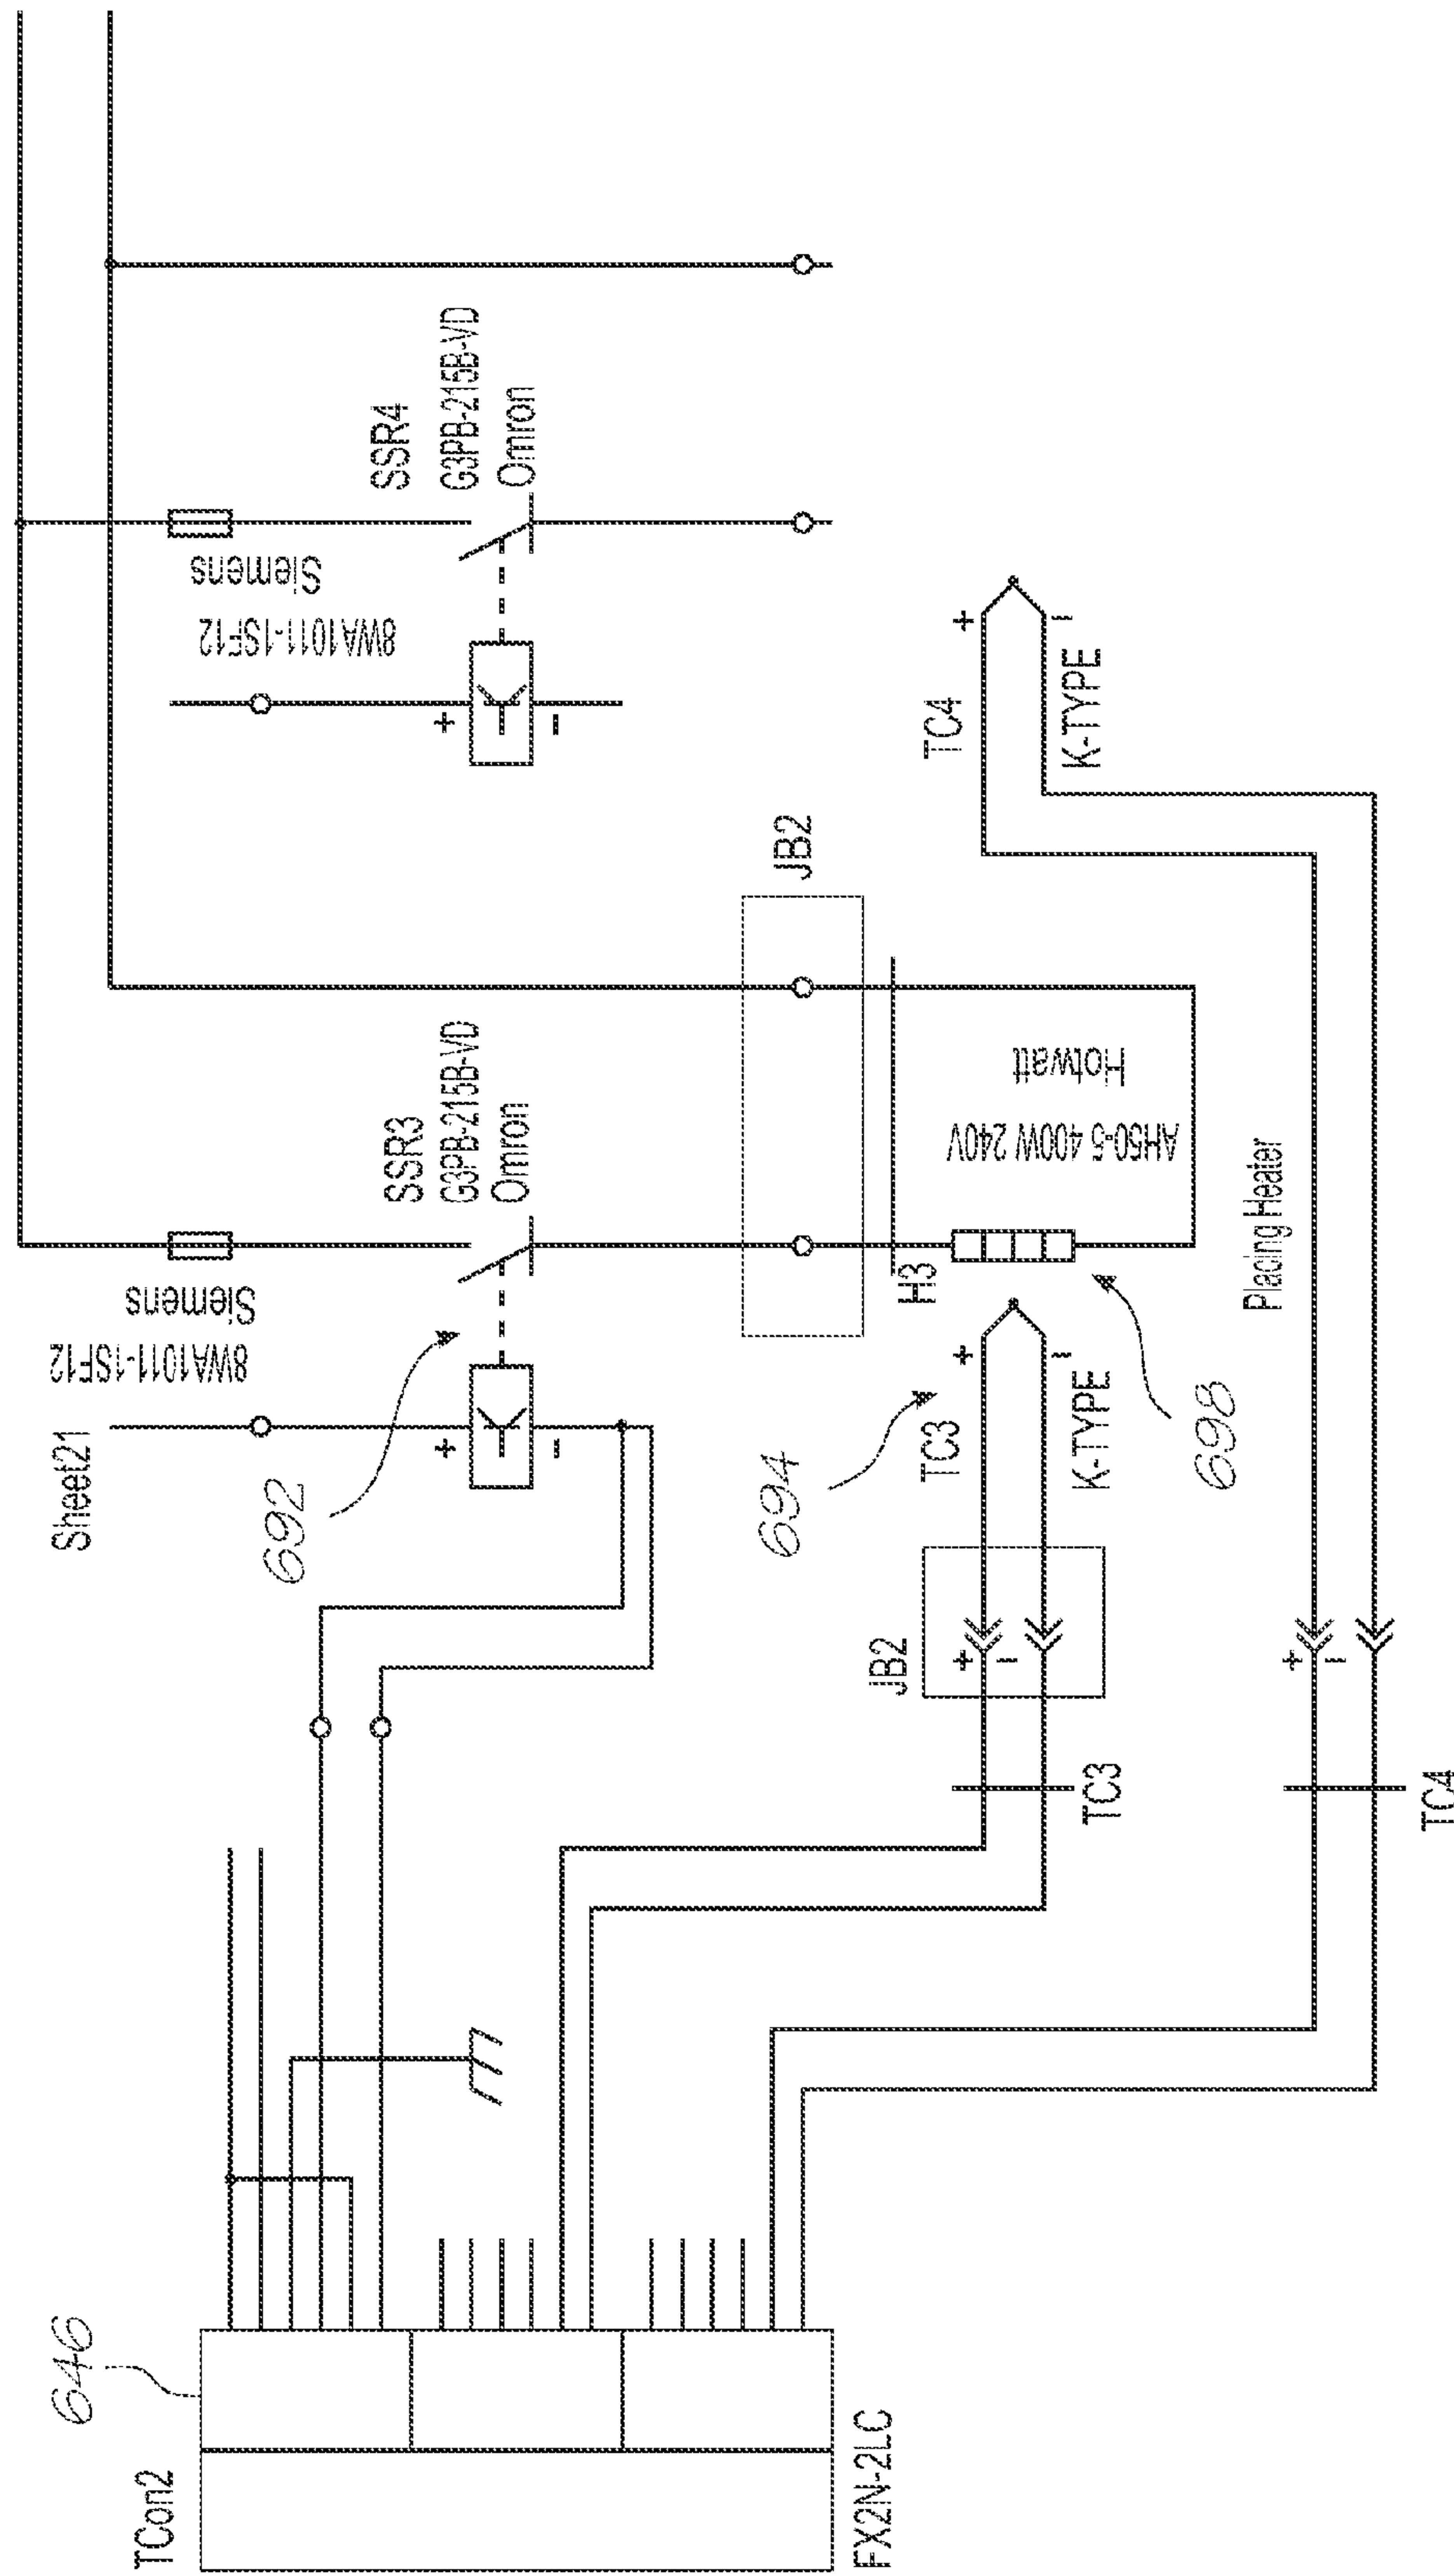 TCon2
646
FX2N-2LC
Sheet21
692
8WA1011-1SF12
Siemens
+
-
SSR3
G3PB-215B-VD
Omron
8WA1011-1SF12
Siemens
+
-
SSR4
G3PB-215B-VD
Omron
JB2
H3
AH50-5 400W 240V
Hotwatt
694
TC3
+
-
K-TYPE
698
JB2
+
-
TC3
Placing Heater
TC4
+
-
K-TYPE
+
-
TC4